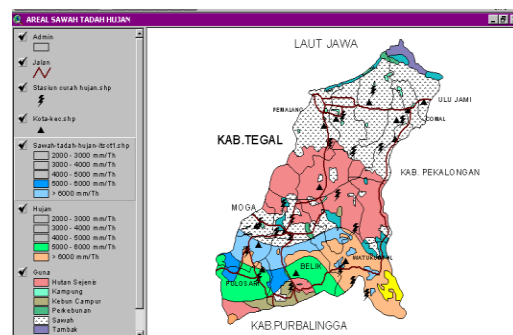 AREAL SAWAH TADAH HUJAN
Admin
Jalan
Stasiun curah hujan.shp
Kota-kec.shp
Sawah-tadah-hujan-itsctl.shp
2000 - 3000 mm/Th
3000 - 4000 mm/Th
4000 - 5000 mm/Th
5000 - 6000 mm/Th
> 6000 mm/Th
Hujan
2000 - 3000 mm/Th
3000 - 4000 mm/Th
4000 - 5000 mm/Th
5000 - 6000 mm/Th
> 6000 mm/Th
Guna
Hutan Sejenis
Kampung
Kebun Campur
Perkebunan
Sawah
Tambak
LAUT JAWA
PEMALANG
ULU JAMI
COMAL
KAB.TEGAL
KAB. PEKALONGAN
MOGA
BELIK
KAB.PURBALINGGA